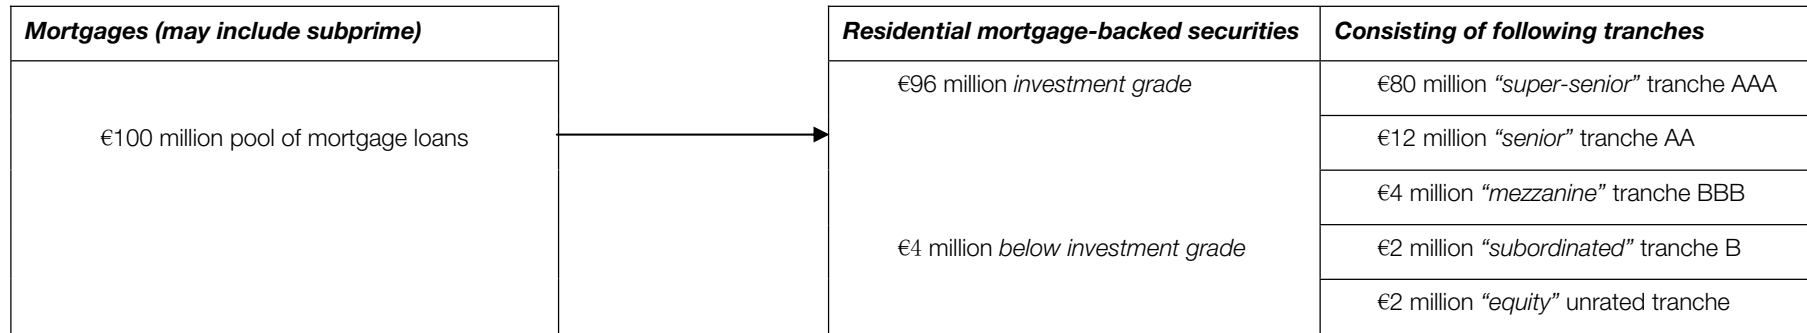 Mortgages (may include subprime)
Residential mortgage-backed securities
Consisting of following tranches
€100 million pool of mortgage loans
€96 million investment grade
€80 million “super-senior” tranche AAA
€12 million “senior” tranche AA
€4 million “mezzanine” tranche BBB
€4 million below investment grade
€2 million “subordinated” tranche B
€2 million “equity” unrated tranche